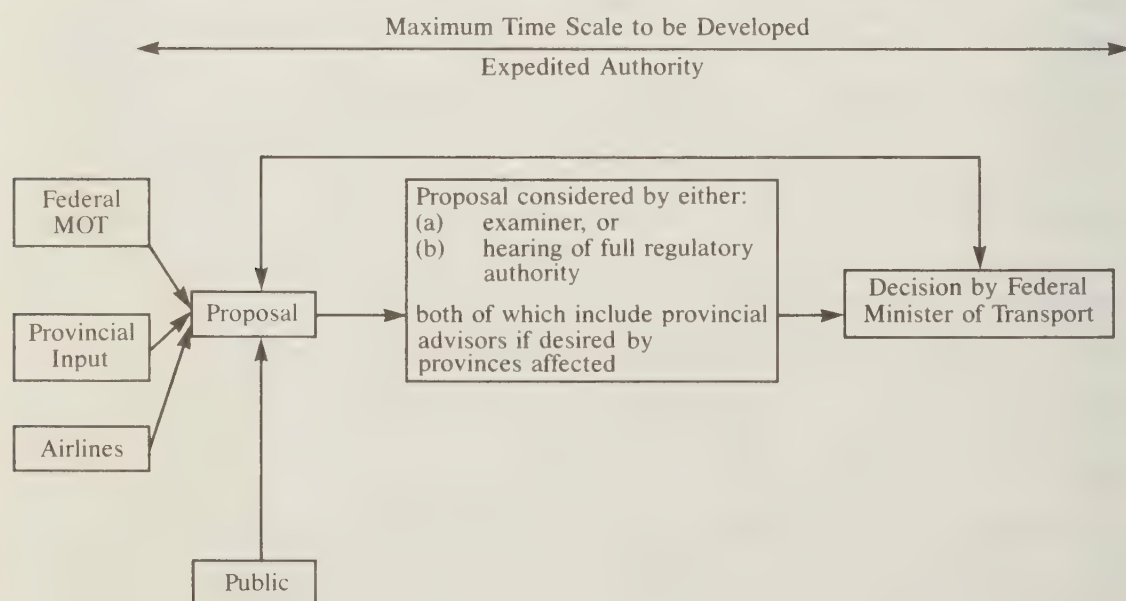 Maximum Time Scale to be Developed
Expedited Authority
Federal
MOT
Provincial
Input
Airlines
Proposal
Public
Proposal considered by either:
(a) examiner, or
(b) hearing of full regulatory
authority
both of which include provincial
advisors if desired by
provinces affected
Decision by Federal
Minister of Transport